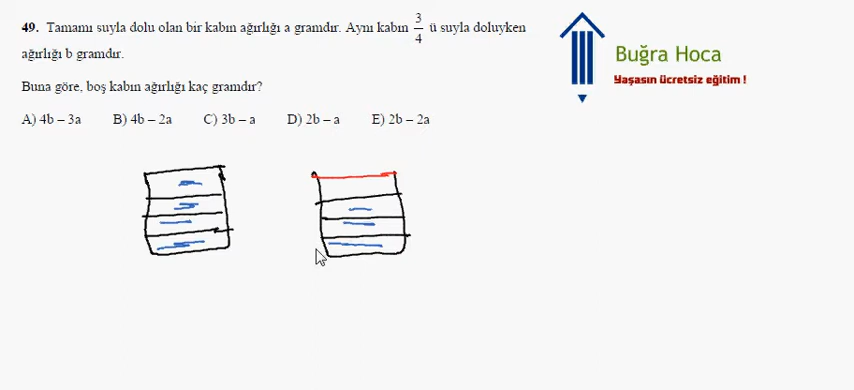 49. Tamamı suyla dolu olan bir kabın ağırlığı a gramdır. Aynı kabın 3/4 ü suyla doluyken
ağırlığı b gramdır.
Buna göre, boş kabın ağırlığı kaç gramdır?
A) 4b – 3a B) 4b – 2a C) 3b – a D) 2b – a E) 2b – 2a
Buğra Hoca
Yaşasın ücretsiz eğitim !